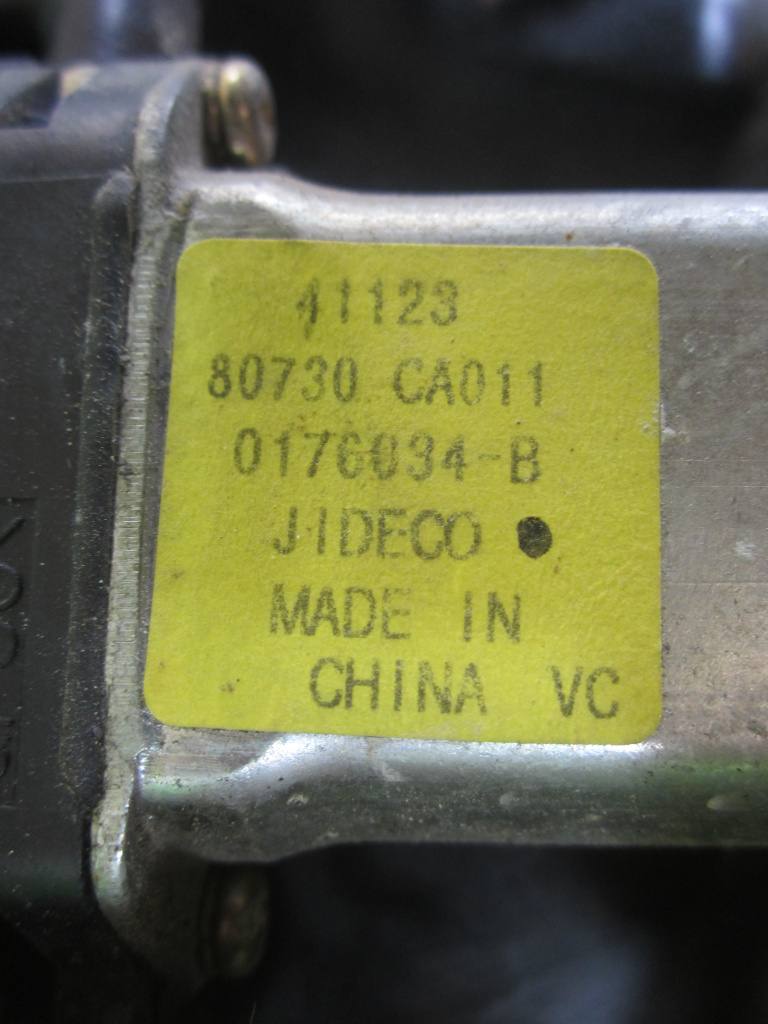 41123
80730 CA011
0176034-B
JIDECO
MADE IN
CHINA VC